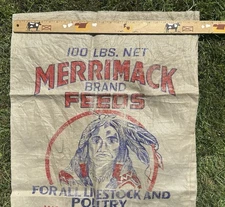 100 LBS. NET
MERRIMACK
BRAND
FEEDS
FOR ALL LIVESTOCK AND
POULTRY